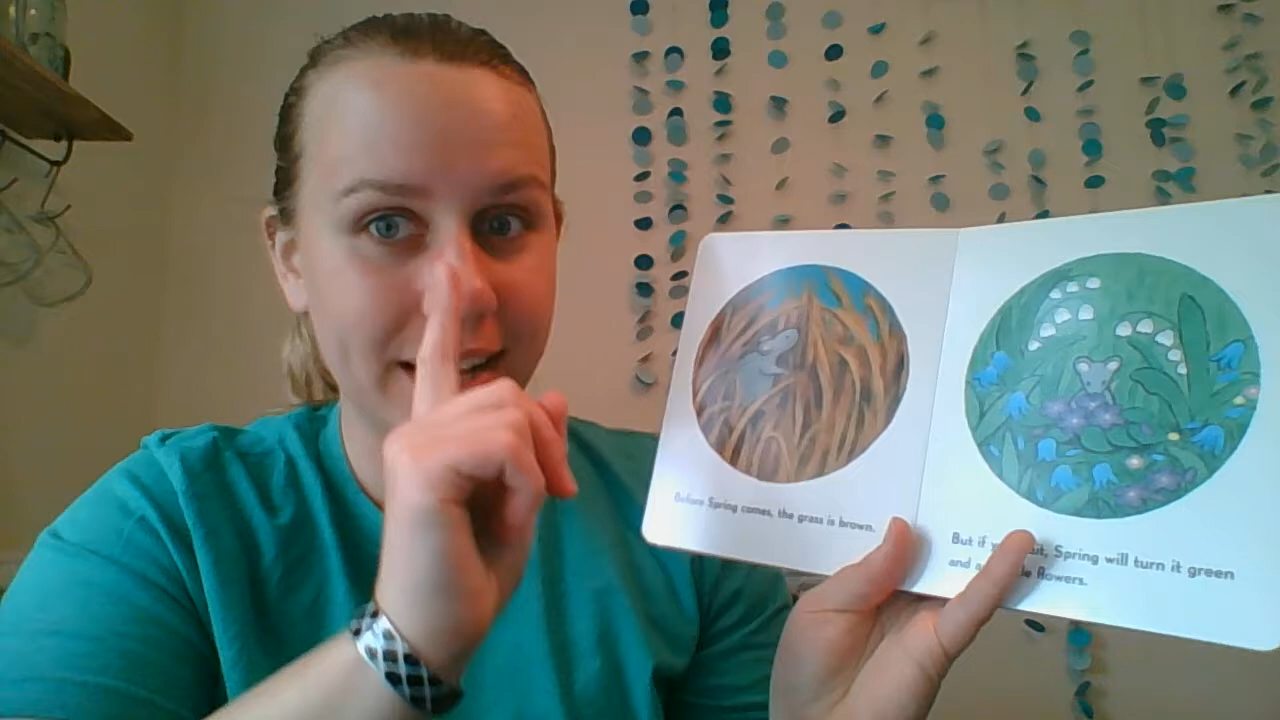 Before Spring comes, the grass is brown.
But if Spring will turn it green
and flowers.